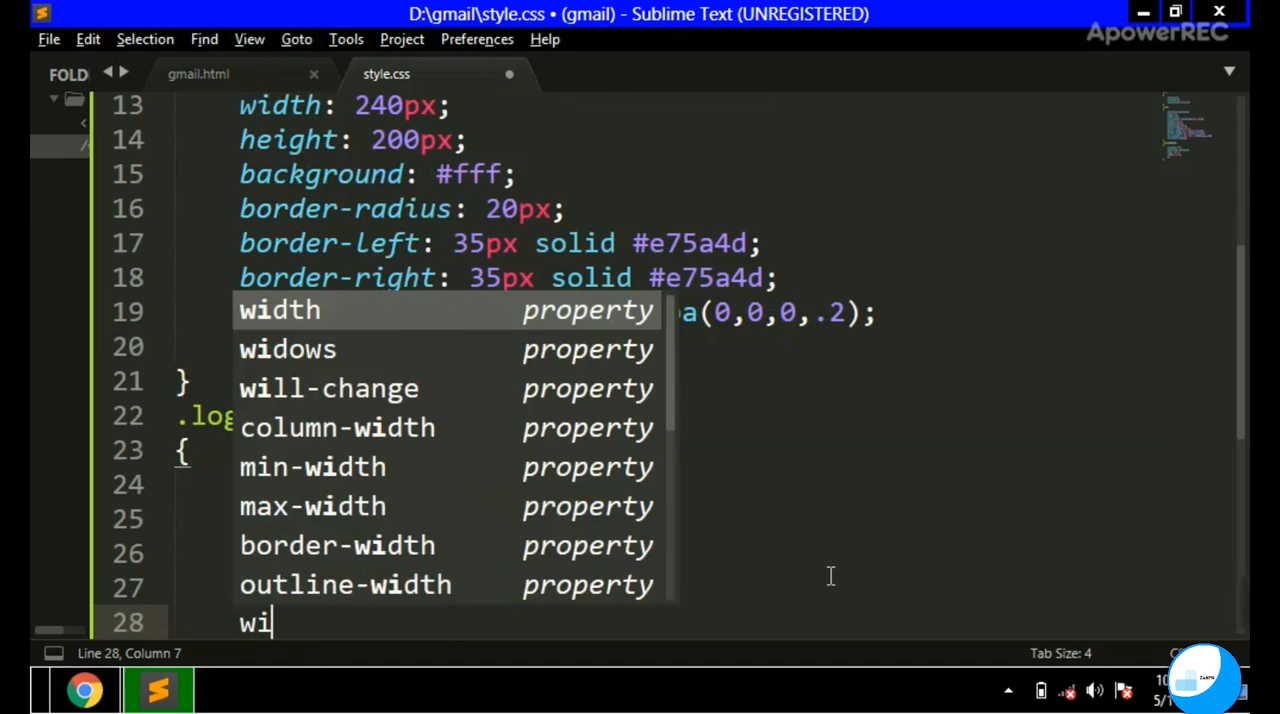 D:\gmail\style.css • (gmail) - Sublime Text (UNREGISTERED)
ApowerREC
File Edit Selection Find View Goto Tools Project Preferences Help
FOLD
gmail.html × style.css
13 width: 240px;
14 height: 200px;
15 background: #fff;
16 border-radius: 20px;
17 border-left: 35px solid #e75a4d;
18 border-right: 35px solid #e75a4d;
19 ba(0,0,0,.2);
width property
20
widows property
21 }
will-change property
22 .log
column-width property
23 {
min-width property
24
max-width property
25
border-width property
26
outline-width property
27
28 wi
Line 28, Column 7
Tab Size: 4